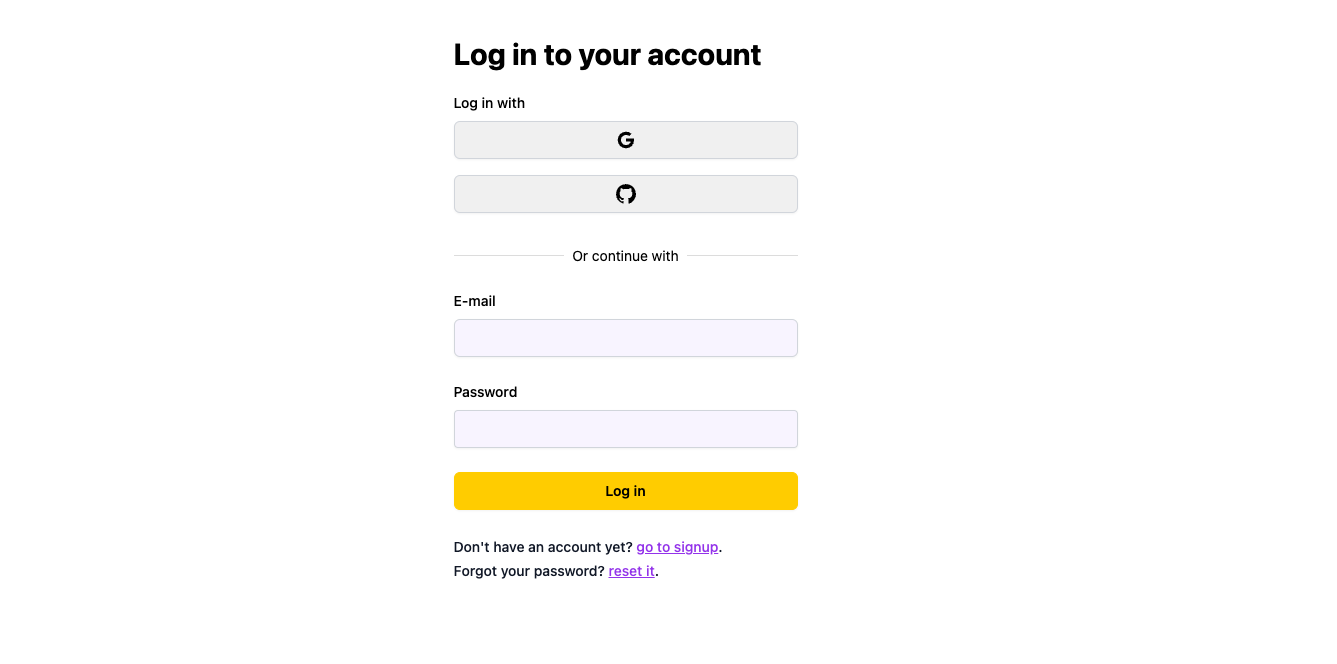 Log in to your account
Log in with
Or continue with
E-mail
Password
Log in
Don't have an account yet? go to signup.
Forgot your password? reset it.